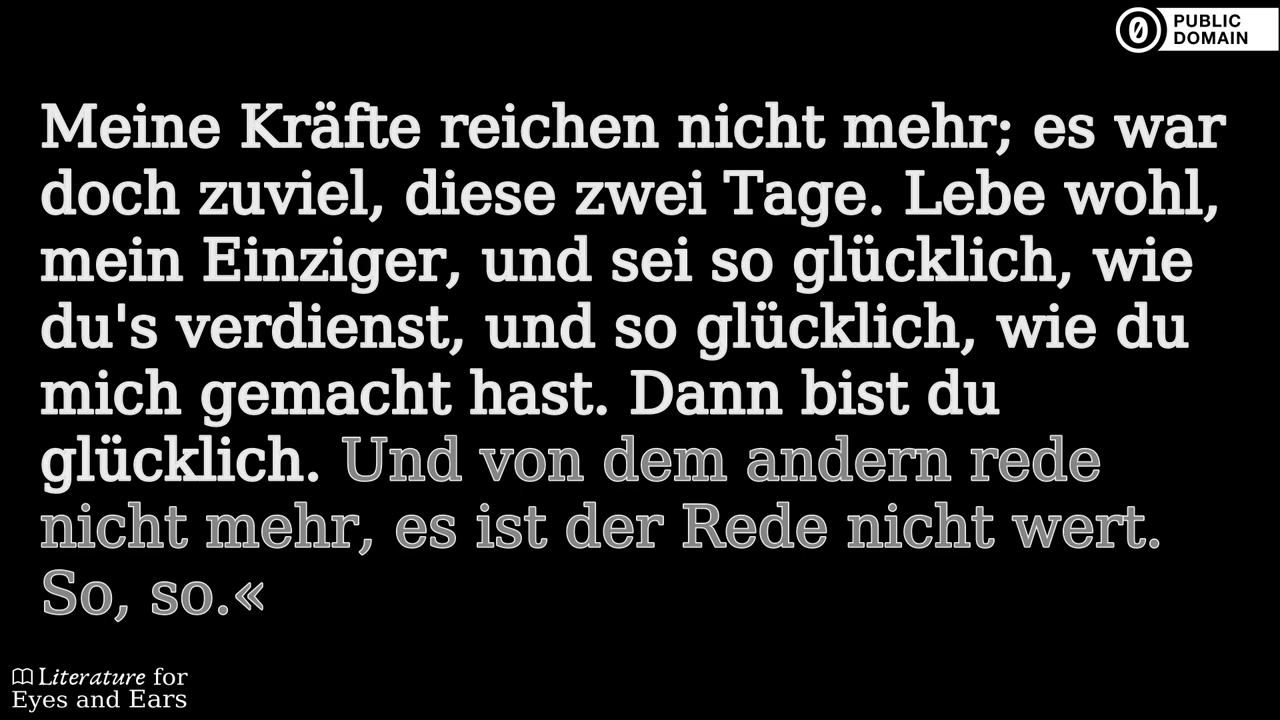 PUBLIC
DOMAIN
Meine Kräfte reichen nicht mehr; es war
doch zuviel, diese zwei Tage. Lebe wohl,
mein Einziger, und sei so glücklich, wie
du's verdienst, und so glücklich, wie du
mich gemacht hast. Dann bist du
glücklich. Und von dem andern rede
nicht mehr, es ist der Rede nicht wert.
So, so.«
Literature for
Eyes and Ears